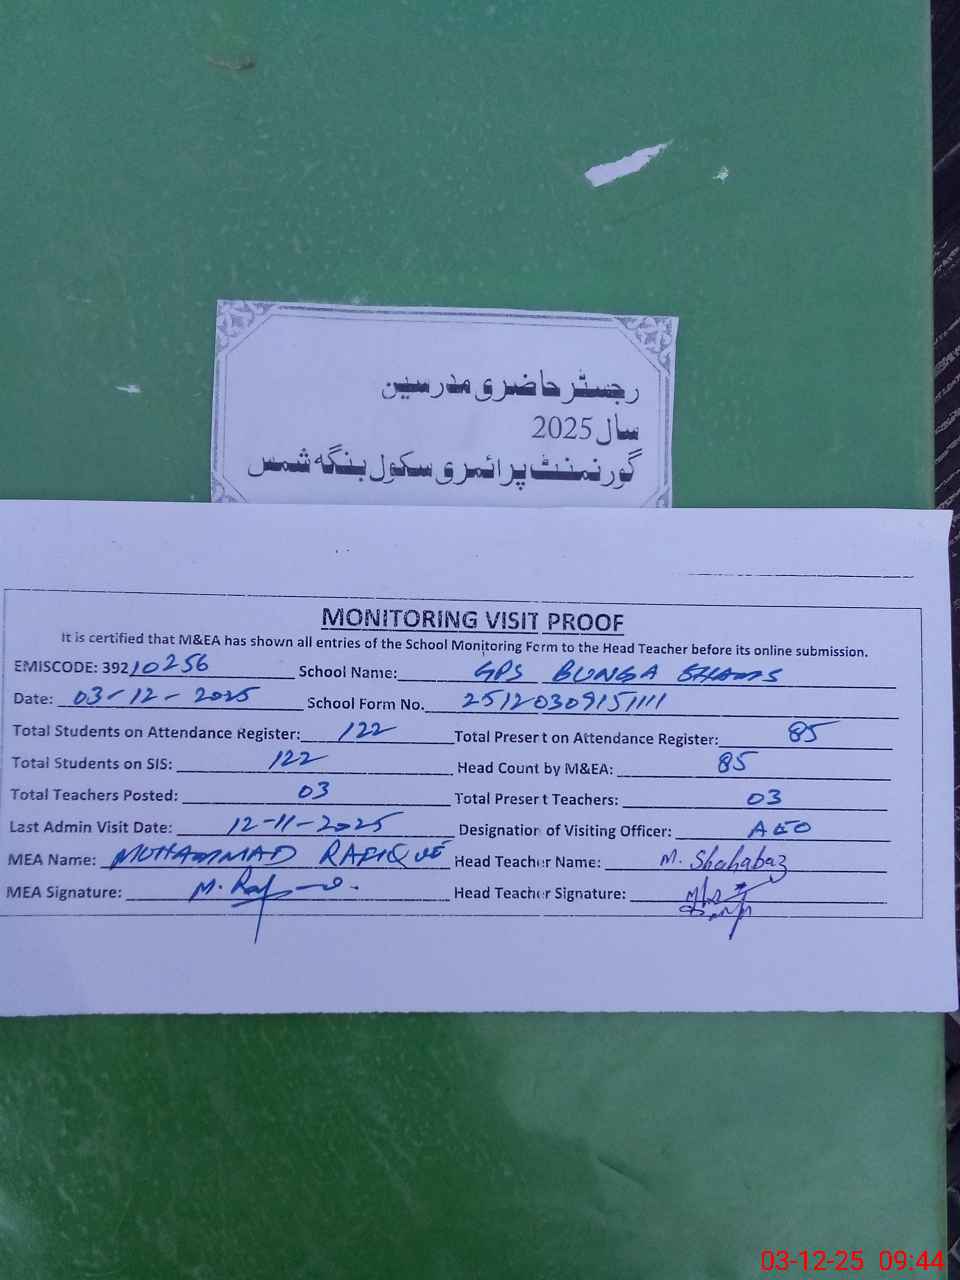 رجسٹر حاضری مدرسین
سال 2025
گورنمنٹ پرائمری سکول بنگہ شمس
MONITORING VISIT PROOF
It is certified that M&EA has shown all entries of the School Monitoring Form to the Head Teacher before its online submission.
EMISCODE: 39210256 School Name: GPS BUNGA SHAMS
Date: 03-12-2025 School Form No. 25120309151111
Total Students on Attendance Register: 122 Total Present on Attendance Register: 85
Total Students on SIS: 122 Head Count by M&EA: 85
Total Teachers Posted: 03 Total Present Teachers: 03
Last Admin Visit Date: 12-11-2025 Designation of Visiting Officer: AEO
MEA Name: MUHAMMAD RAFIQUE Head Teacher Name: M. Shahabaz
MEA Signature: Head Teacher Signature:
03-12-25 09:44